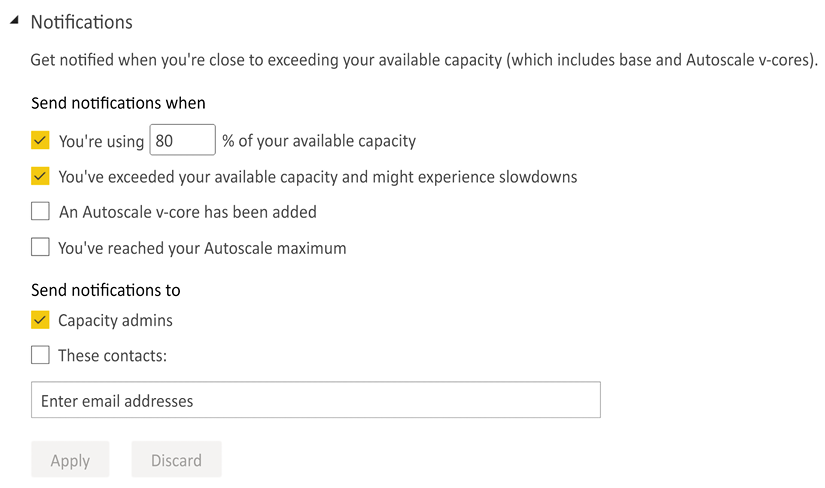 Notifications
Get notified when you're close to exceeding your available capacity (which includes base and Autoscale v-cores).
Send notifications when
You're using 80 % of your available capacity
You've exceeded your available capacity and might experience slowdowns
An Autoscale v-core has been added
You've reached your Autoscale maximum
Send notifications to
Capacity admins
These contacts:
Enter email addresses
Apply Discard